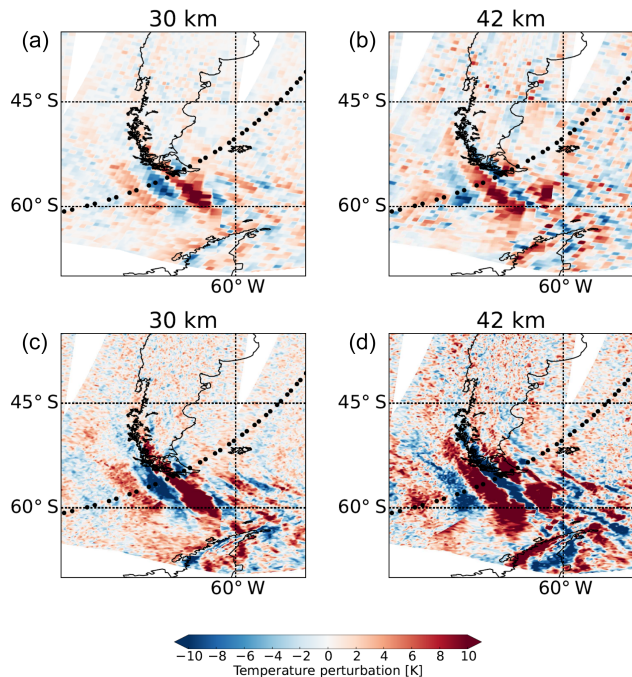 30 km
42 km
(a)
(b)
45° S
45° S
60° S
60° S
60° W
60° W
30 km
42 km
(c)
(d)
45° S
45° S
60° S
60° S
60° W
60° W
−10 −8 −6 −4 −2 0 2 4 6 8 10
Temperature perturbation [K]